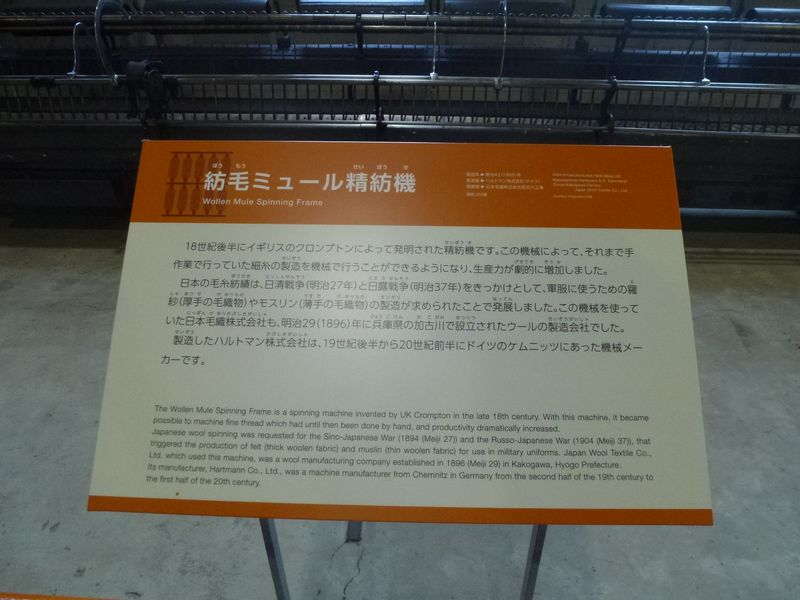 紡毛ミュール精紡機
Wollen Mule Spinning Frame
18世紀後半にイギリスのクロンプトンによって発明された精紡機です。この機械によって、それまで手
作業で行っていた細糸の製造を機械で行うことができるようになり、生産力が劇的に増加しました。
日本の毛糸紡績は、日清戦争(明治27年)と日露戦争(明治37年)をきっかけとして、軍服に使うための羅
紗(厚手の毛織物)やモスリン(薄手の毛織物)の製造が求められたことで発展しました。この機械を使って
いた日本毛織株式会社も、明治29(1896)年に兵庫県の加古川で設立されたウールの製造会社でした。
製造したハルトマン株式会社は、19世紀後半から20世紀前半にドイツのケムニッツにあった機械メー
カーです。
The Wollen Mule Spinning Frame is a spinning machine invented by UK Crompton in the late 18th century. With this machine, it became
possible to machine fine thread which had until then been done by hand, and productivity dramatically increased.
Japanese wool spinning was requested for the Sino-Japanese War (1894 (Meiji 27)) and the Russo-Japanese War (1904 (Meiji 37)), that
triggered the production of felt (thick woolen fabric) and muslin (thin woolen fabric) for use in military uniforms. Japan Wool Textile Co.,
Ltd. which used this machine, was a wool manufacturing company established in 1896 (Meiji 29) in Kakogawa, Hyogo Prefecture.
Its manufacturer, Hartmann Co., Ltd., was a machine manufacturer from Chemnitz in Germany from the second half of the 19th century to
the first half of the 20th century.